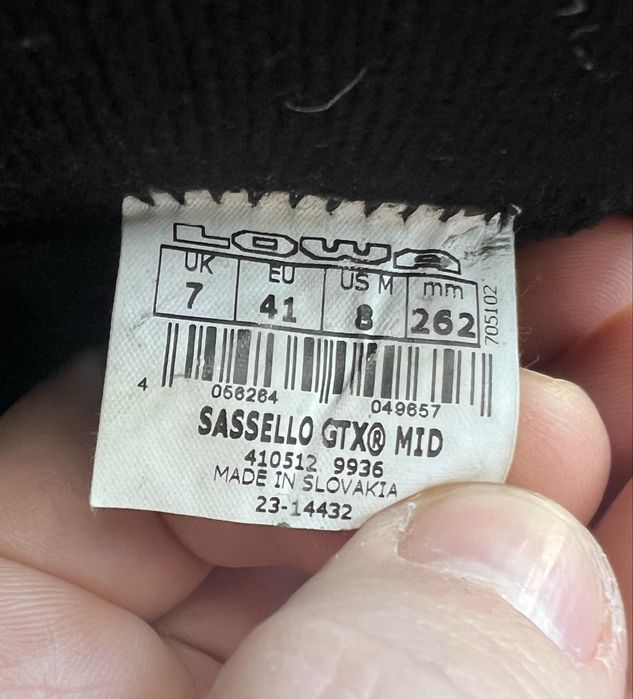 LOWA
UK EU US M mm
7 41 8 262
705102
4 056264 049657
SASSELLO GTX® MID
410512 9936
MADE IN SLOVAKIA
23-14432